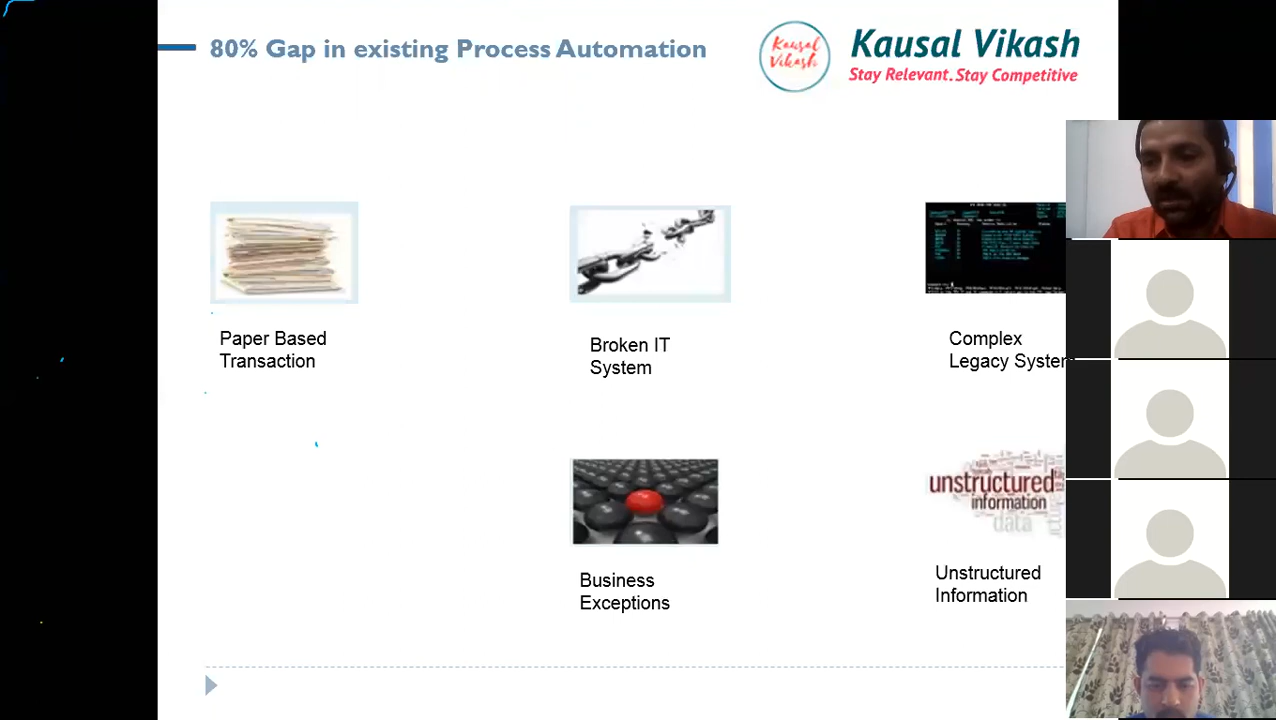 80% Gap in existing Process Automation
Kausal
Vikash
Kausal Vikash
Stay Relevant. Stay Competitive
Paper Based
Transaction
Broken IT
System
Complex
Legacy System
Business
Exceptions
unstructured
information
data
Unstructured
Information